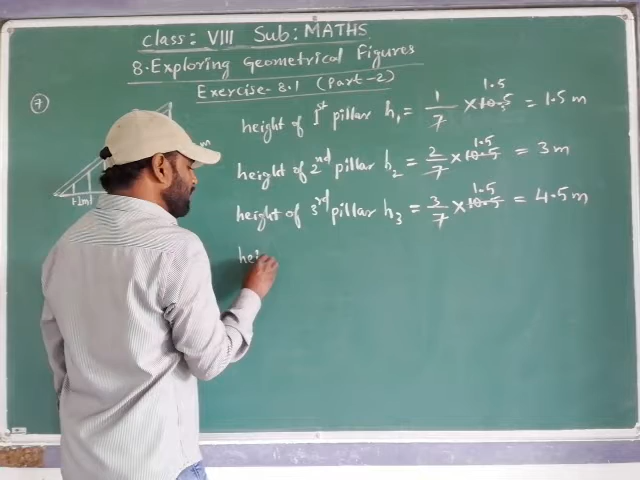 Class: VIII Sub: MATHS
8. Exploring Geometrical Figures
Exercise-8.1 (Part-2)
7
height of 1st pillar h1 = 1/7 × 10.5 1.5 = 1.5 m
height of 2nd pillar h2 = 2/7 × 10.5 1.5 = 3 m
height of 3rd pillar h3 = 3/7 × 10.5 1.5 = 4.5 m
hei
m